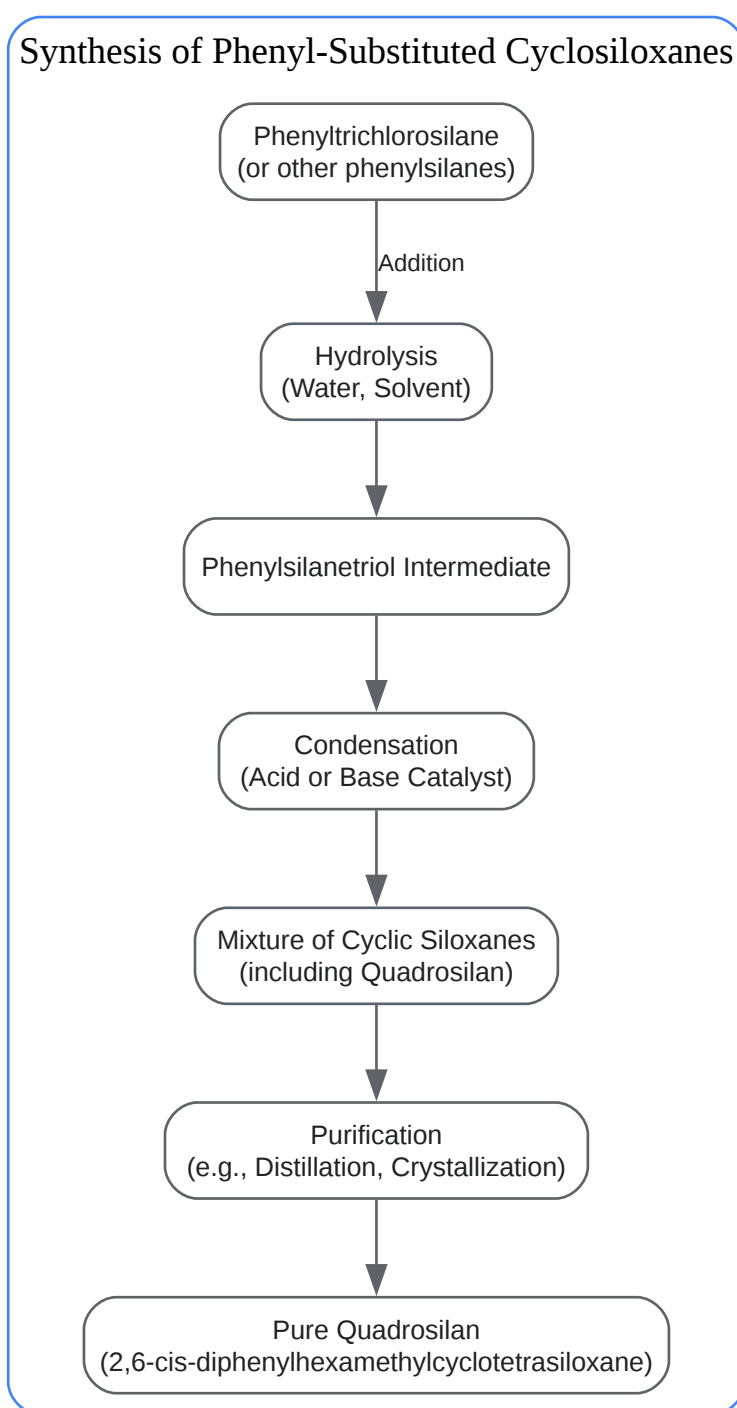 Synthesis of Phenyl-Substituted Cyclosiloxanes
Phenyltrichlorosilane
(or other phenylsilanes)
Addition
Hydrolysis
(Water, Solvent)
Phenylsilanetriol Intermediate
Condensation
(Acid or Base Catalyst)
Mixture of Cyclic Siloxanes
(including Quadrosilan)
Purification
(e.g., Distillation, Crystallization)
Pure Quadrosilan
(2,6-cis-diphenylhexamethylcyclotetrasiloxane)